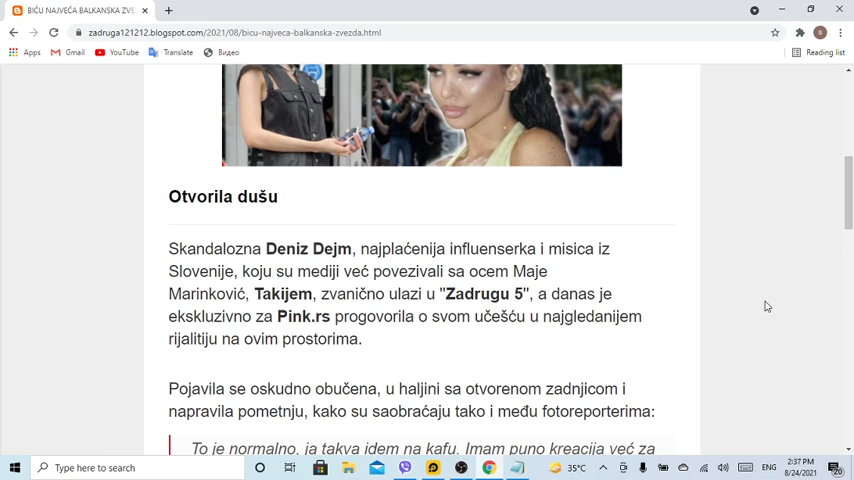 BIĆU NAJVEĆA BALKANSKA ZVEZ
zadruga121212.blogspot.com/2021/08/bicu-najveca-balkanska-zvezda.html
Apps Gmail YouTube Translate Видео Reading list
Otvorila dušu
Skandalozna Deniz Dejm, najplaćenija influenserka i misica iz
Slovenije, koju su mediji već povezivali sa ocem Maje
Marinković, Takijem, zvanično ulazi u "Zadrugu 5", a danas je
ekskluzivno za Pink.rs progovorila o svom učešću u najgledanijem
rijalitiju na ovim prostorima.
Pojavila se oskudno obučena, u haljini sa otvorenom zadnjicom i
napravila pometnju, kako su saobraćaju tako i među fotoreporterima:
To je normalno, ja takva idem na kafu. Imam puno kreacija već za
Type here to search 35°C ENG 2:37 PM
8/24/2021 20